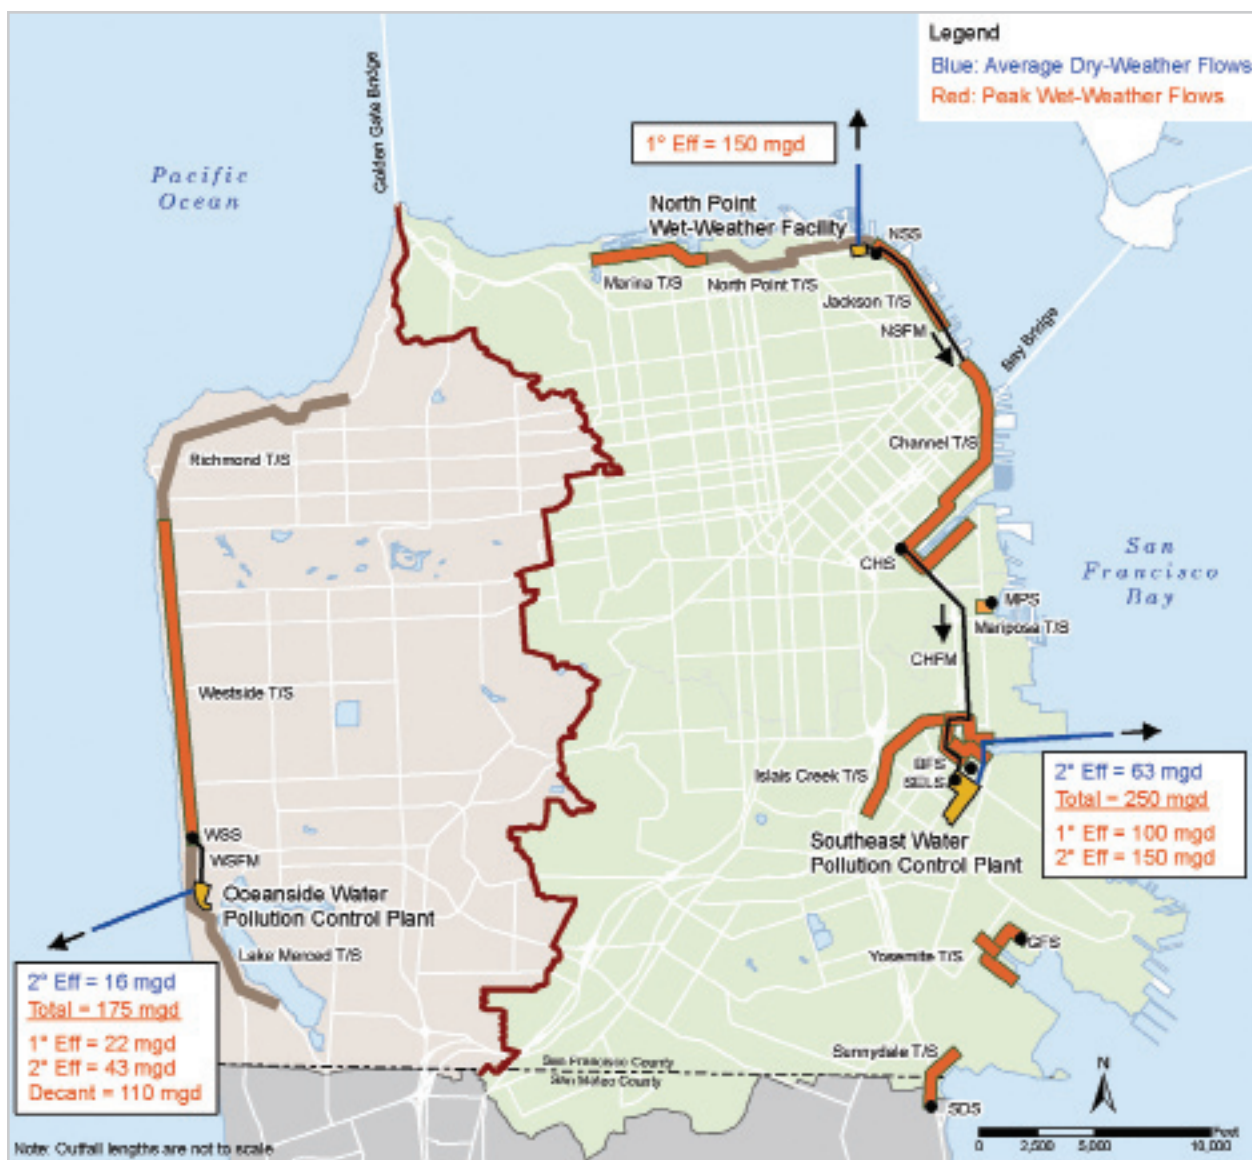 Legend
Blue: Average Dry-Weather Flows
Red: Peak Wet-Weather Flows
Golden Gate Bridge
1° Eff = 150 mgd
Pacific
Ocean
North Point
Wet-Weather Facility
NSS
Marina T/S
North Point T/S
Jackson T/S
NSFM
Bay Bridge
Channel T/S
Richmond T/S
San
Francisco
Bay
CHS
MPS
Mariposa T/S
CHFM
Westside T/S
Islais Creek T/S
BFS
SELS
2° Eff = 63 mgd
Total = 250 mgd
1° Eff = 100 mgd
2° Eff = 150 mgd
WSS
WSFM
Southeast Water
Pollution Control Plant
Oceanside Water
Pollution Control Plant
Lake Merced T/S
Yosemite T/S
GFS
2° Eff = 16 mgd
Total = 175 mgd
1° Eff = 22 mgd
2° Eff = 43 mgd
Decant = 110 mgd
Sunnydale T/S
San Francisco County
San Mateo County
SDS
N
Feet
0 2,500 5,000 10,000
Note: Outfall lengths are not to scale